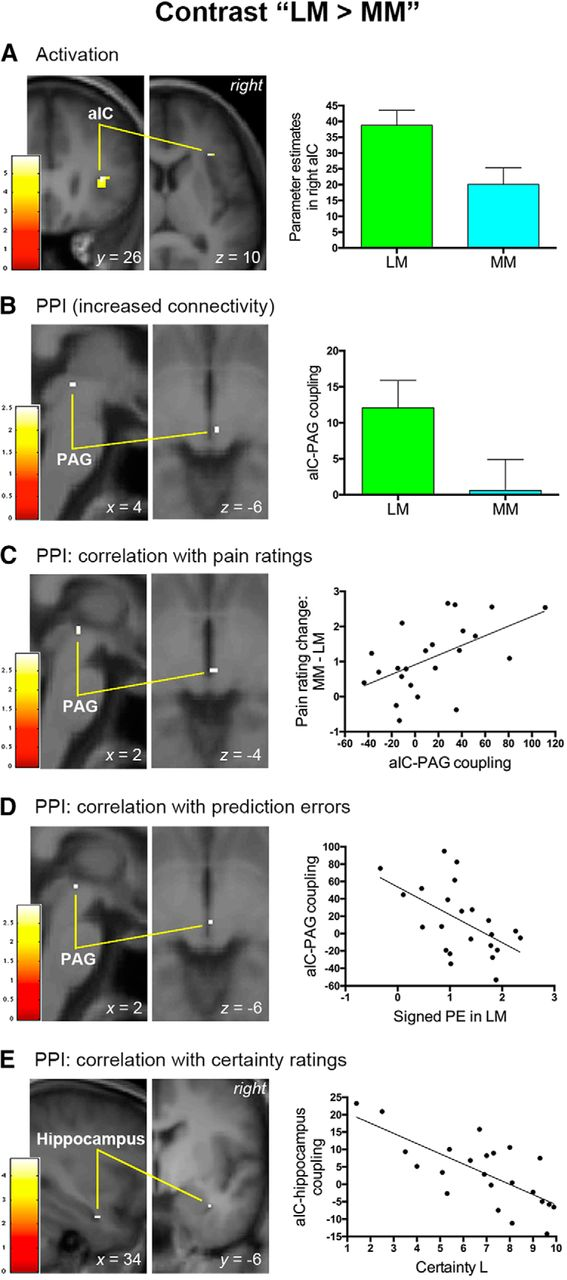 Contrast “LM > MM”
A Activation
right
aIC
y = 26
z = 10
5
4
3
2
1
0
Parameter estimates
in right aIC
45
40
35
30
25
20
15
10
5
0
LM MM
B PPI (increased connectivity)
PAG
x = 4
z = -6
2.5
2
1.5
1
0.5
0
aIC-PAG coupling
20
15
10
5
0
LM MM
C PPI: correlation with pain ratings
PAG
x = 2
z = -4
2.5
2
1.5
1
0.5
0
Pain rating change:
MM - LM
3
2
1
0
-1
-60 -40 -20 0 20 40 60 80 100 120
aIC-PAG coupling
D PPI: correlation with prediction errors
PAG
x = 2
z = -6
2.5
2
1.5
1
0.5
0
aIC-PAG coupling
100
80
60
40
20
0
-20
-40
-60
-1 0 1 2 3
Signed PE in LM
E PPI: correlation with certainty ratings
right
Hippocampus
x = 34
y = -6
4
3
2
1
0
aIC-hippocampus
coupling
25
20
15
10
5
0
-5
-10
-15
1 2 3 4 5 6 7 8 9 10
Certainty L